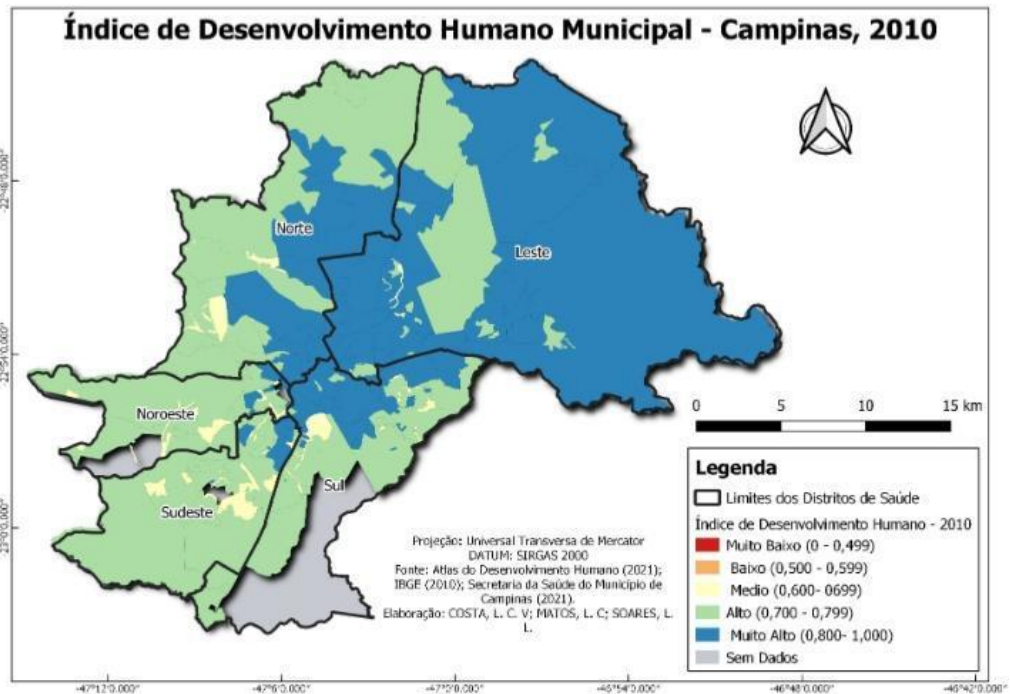 Índice de Desenvolvimento Humano Municipal - Campinas, 2010
Norte
Leste
Noroeste
Sul
Sudeste
0 5 10 15 km
Legenda
Limites dos Distritos de Saúde
Índice de Desenvolvimento Humano - 2010
Muito Baixo (0 - 0,499)
Baixo (0,500 - 0,599)
Medio (0,600- 0699)
Alto (0,700 - 0,799)
Muito Alto (0,800- 1,000)
Sem Dados
Projeção: Universal Transversa de Mercator
DATUM: SIRGAS 2000
Fonte: Atlas do Desenvolvimento Humano (2021);
IBGE (2010); Secretaria da Saúde do Município de
Campinas (2021).
Elaboração: COSTA, L. C. V; MATOS, L. C; SOARES, L.
L.
-47°12'0.000"